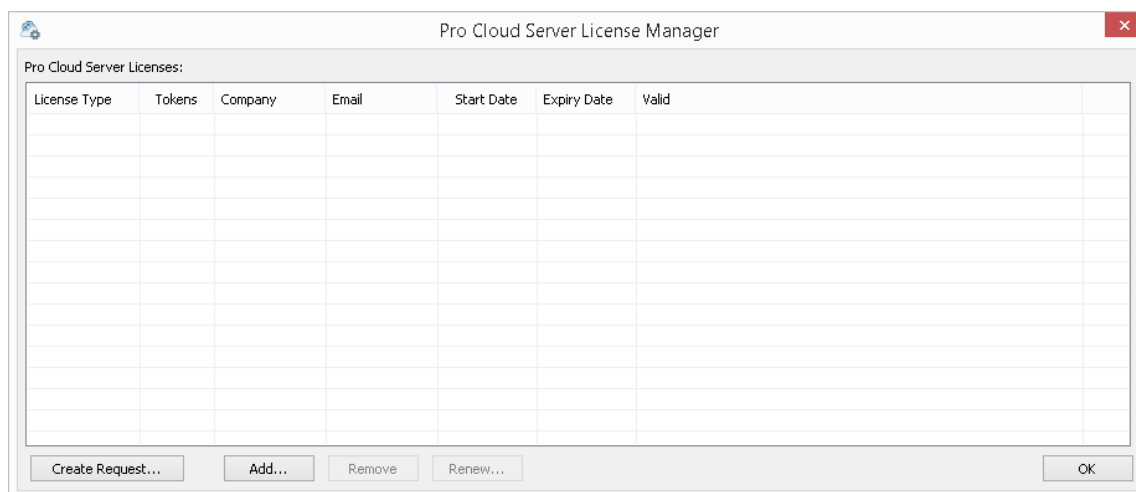 Pro Cloud Server License Manager
Pro Cloud Server Licenses:
License Type Tokens Company Email Start Date Expiry Date Valid
Create Request... Add... Remove Renew... OK